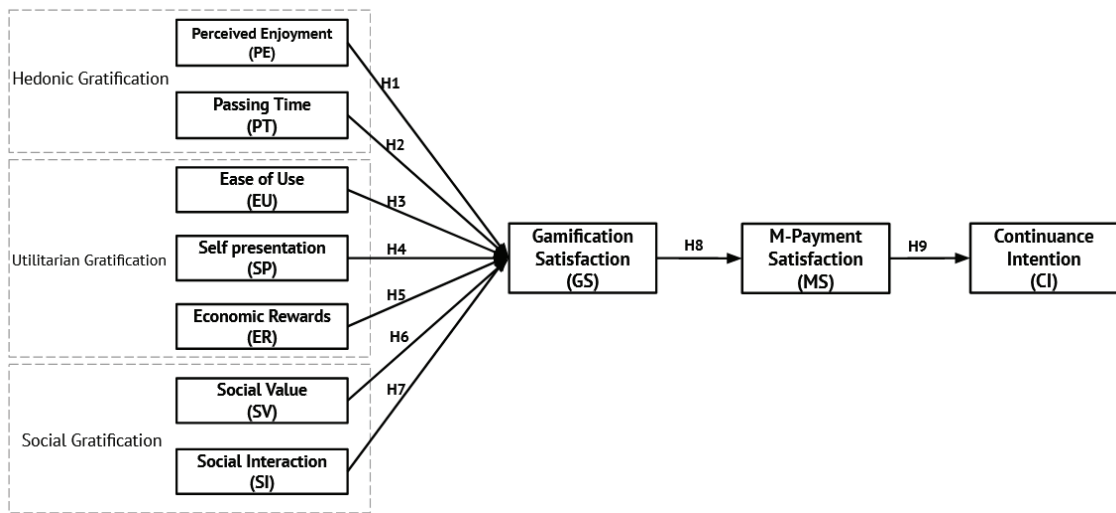 Hedonic Gratification
Perceived Enjoyment
(PE)
Passing Time
(PT)
Utilitarian Gratification
Ease of Use
(EU)
Self presentation
(SP)
Economic Rewards
(ER)
Social Gratification
Social Value
(SV)
Social Interaction
(SI)
H1
H2
H3
H4
H5
H6
H7
Gamification
Satisfaction
(GS)
H8
M-Payment
Satisfaction
(MS)
H9
Continuance
Intention
(CI)